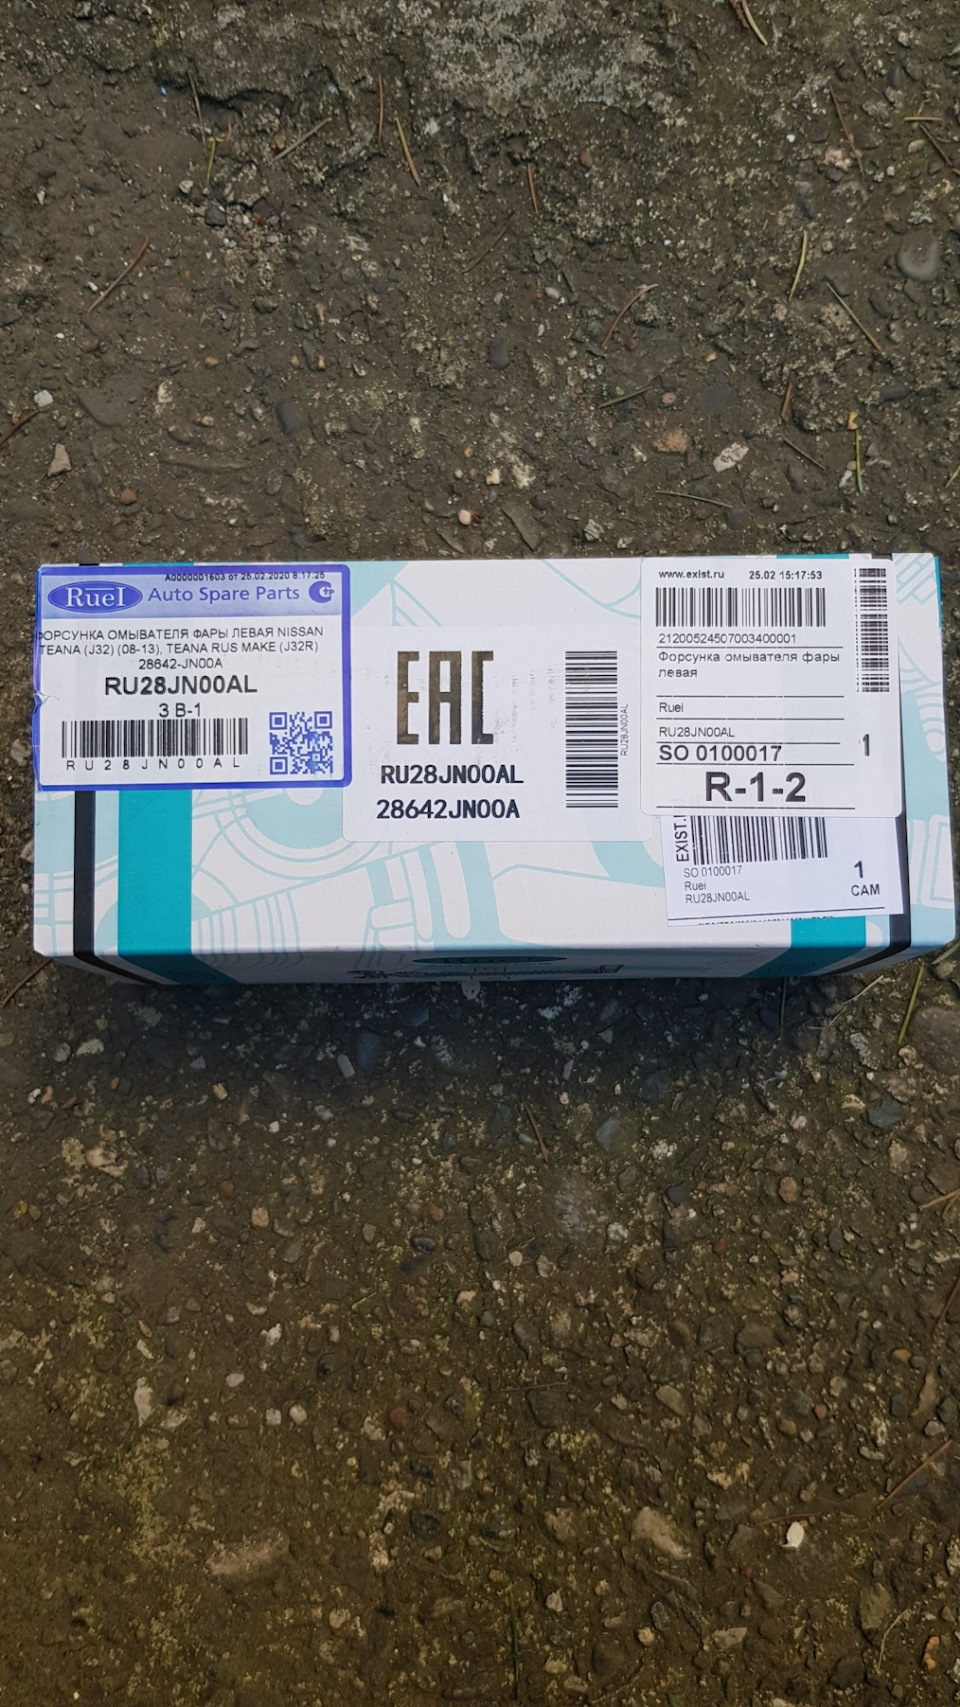 A0000001603 от 25.02.2020 8:17:25
RueI Auto Spare Parts
ФОРСУНКА ОМЫВАТЕЛЯ ФАРЫ ЛЕВАЯ NISSAN
TEANA (J32) (08-13), TEANA RUS MAKE (J32R)
28642-JN00A
RU28JN00AL
3 B-1
RU28JN00AL
EAC
RU28JN00AL
28642JN00A
RU28JN00AL
www.exist.ru 25.02 15:17:53
21200524507003400001
Форсунка омывателя фары
левая
Ruei
RU28JN00AL
SO 0100017
1
R-1-2
EXIST.
SO 0100017
Ruei
RU28JN00AL
1
САМ